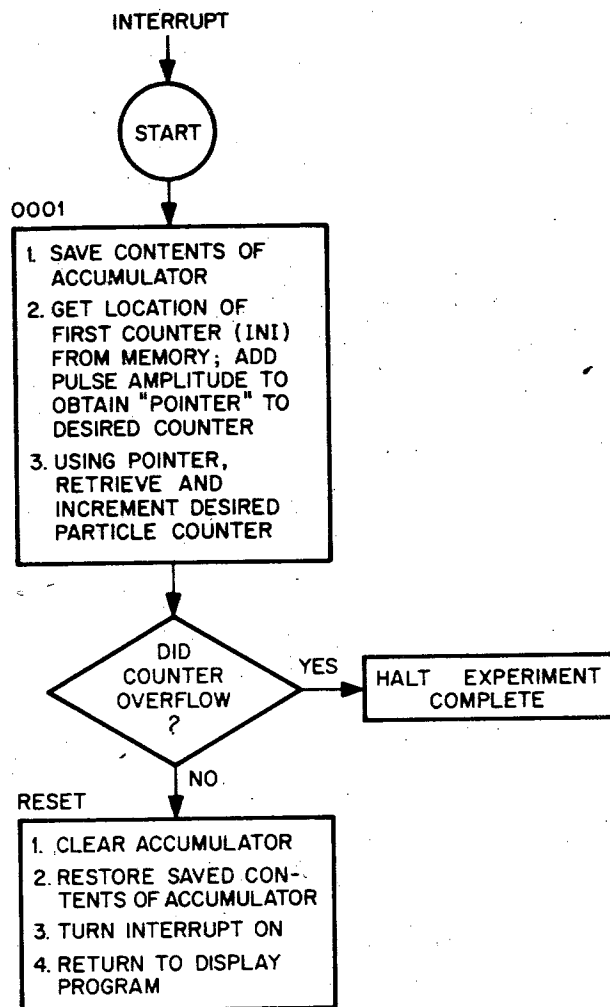 INTERRUPT
START
0001
1. SAVE CONTENTS OF
ACCUMULATOR
2. GET LOCATION OF
FIRST COUNTER (INI)
FROM MEMORY; ADD
PULSE AMPLITUDE TO
OBTAIN "POINTER" TO
DESIRED COUNTER
3. USING POINTER,
RETRIEVE AND
INCREMENT DESIRED
PARTICLE COUNTER
DID
COUNTER
OVERFLOW
?
YES
HALT EXPERIMENT
COMPLETE
NO
RESET
1. CLEAR ACCUMULATOR
2. RESTORE SAVED CON-
TENTS OF ACCUMULATOR
3. TURN INTERRUPT ON
4. RETURN TO DISPLAY
PROGRAM